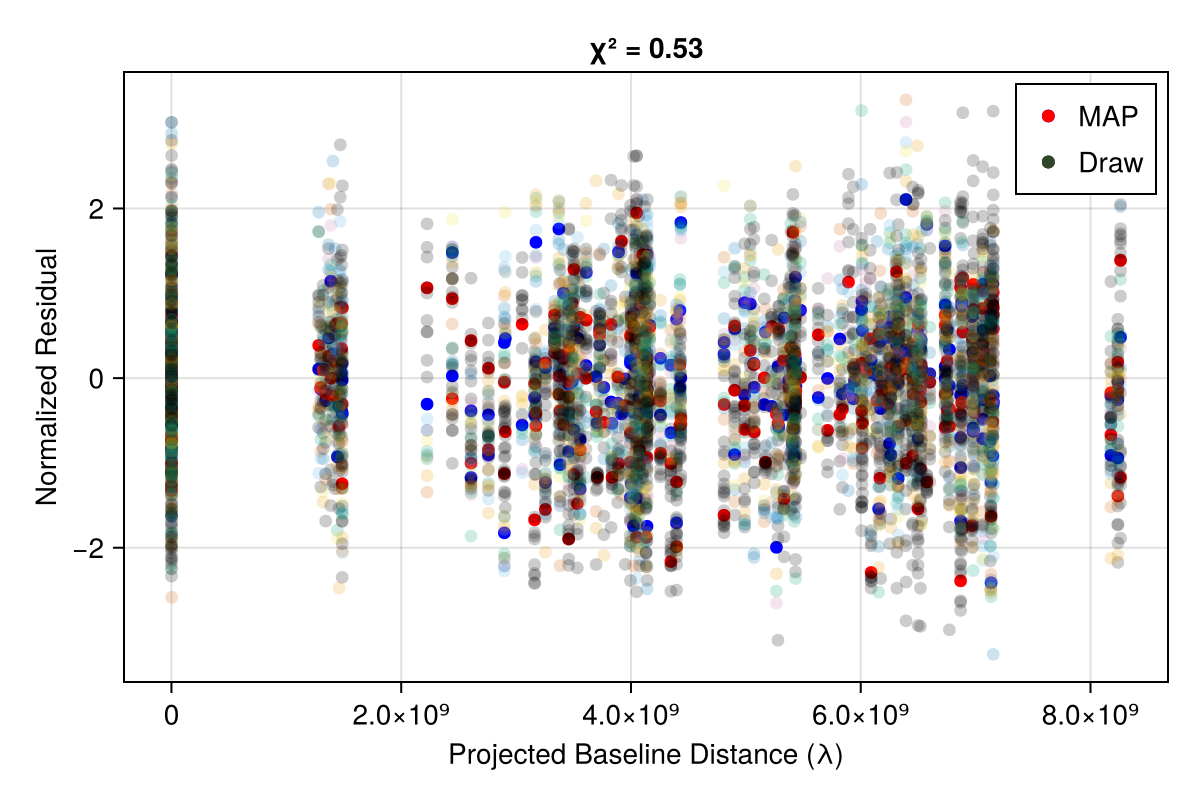 χ² = 0.53
MAP
Draw
Normalized Residual
2
0
−2
0
2.0×10⁹
4.0×10⁹
6.0×10⁹
8.0×10⁹
Projected Baseline Distance (λ)